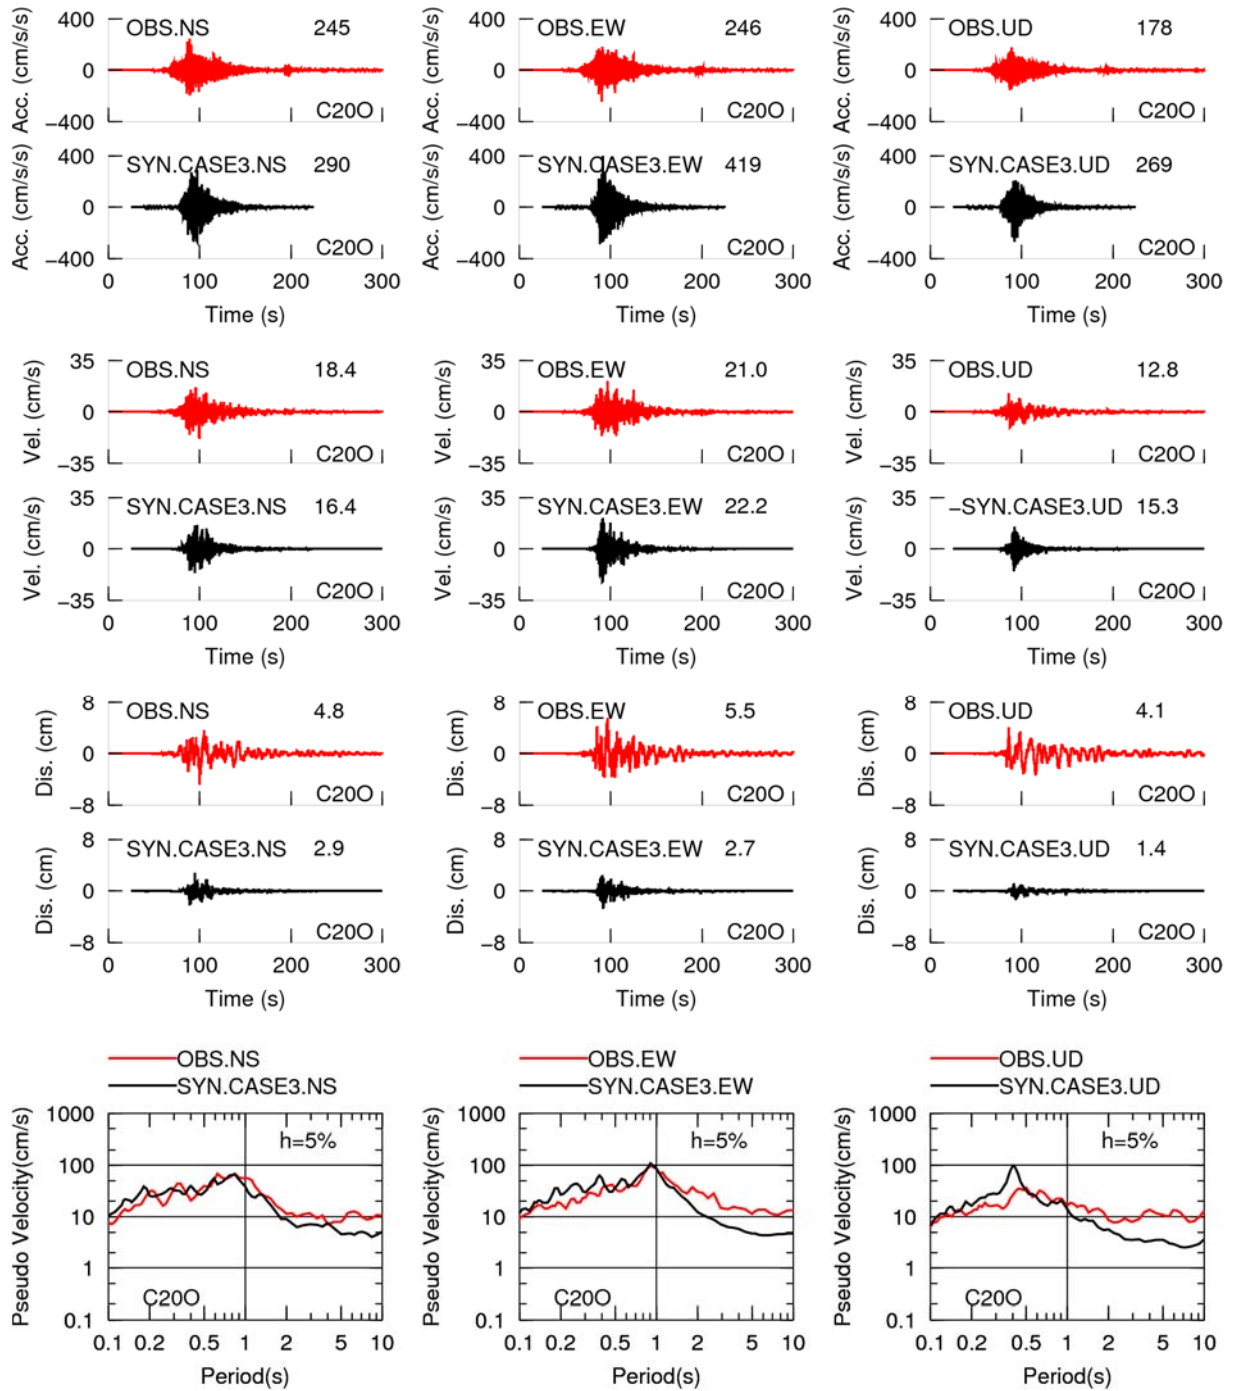 400 OBS.NS 245
Acc. (cm/s/s)
0
−400 C20O
400 SYN.CASE3.NS 290
Acc. (cm/s/s)
0
−400 C20O
0 100 200 300
Time (s)
400 OBS.EW 246
Acc. (cm/s/s)
0
−400 C20O
400 SYN.CASE3.EW 419
Acc. (cm/s/s)
0
−400 C20O
0 100 200 300
Time (s)
400 OBS.UD 178
Acc. (cm/s/s)
0
−400 C20O
400 SYN.CASE3.UD 269
Acc. (cm/s/s)
0
−400 C20O
0 100 200 300
Time (s)
35 OBS.NS 18.4
Vel. (cm/s)
0
−35 C20O
35 SYN.CASE3.NS 16.4
Vel. (cm/s)
0
−35 C20O
0 100 200 300
Time (s)
35 OBS.EW 21.0
Vel. (cm/s)
0
−35 C20O
35 SYN.CASE3.EW 22.2
Vel. (cm/s)
0
−35 C20O
0 100 200 300
Time (s)
35 OBS.UD 12.8
Vel. (cm/s)
0
−35 C20O
35 −SYN.CASE3.UD 15.3
Vel. (cm/s)
0
−35 C20O
0 100 200 300
Time (s)
8 OBS.NS 4.8
Dis. (cm)
0
−8 C20O
8 SYN.CASE3.NS 2.9
Dis. (cm)
0
−8 C20O
0 100 200 300
Time (s)
8 OBS.EW 5.5
Dis. (cm)
0
−8 C20O
8 SYN.CASE3.EW 2.7
Dis. (cm)
0
−8 C20O
0 100 200 300
Time (s)
8 OBS.UD 4.1
Dis. (cm)
0
−8 C20O
8 SYN.CASE3.UD 1.4
Dis. (cm)
0
−8 C20O
0 100 200 300
Time (s)
OBS.NS
SYN.CASE3.NS
Pseudo Velocity(cm/s)
1000
h=5%
100
10
1
C20O
0.1
0.1 0.2 0.5 1 2 5 10
Period(s)
OBS.EW
SYN.CASE3.EW
Pseudo Velocity(cm/s)
1000
h=5%
100
10
1
C20O
0.1
0.1 0.2 0.5 1 2 5 10
Period(s)
OBS.UD
SYN.CASE3.UD
Pseudo Velocity(cm/s)
1000
h=5%
100
10
1
C20O
0.1
0.1 0.2 0.5 1 2 5 10
Period(s)